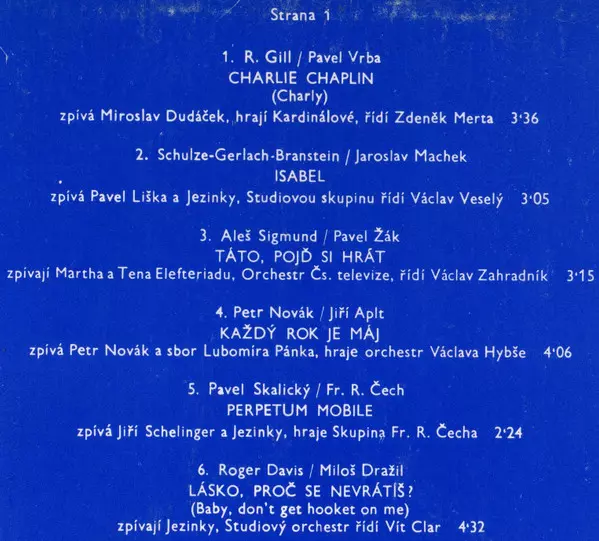 Strana 1
1. R. Gill / Pavel Vrba
CHARLIE CHAPLIN
(Charly)
zpívá Miroslav Dudáček, hrají Kardinálové, řídí Zdeněk Merta 3'36
2. Schulze-Gerlach-Branstein / Jaroslav Machek
ISABEL
zpívá Pavel Liška a Jezinky, Studiovou skupinu řídí Václav Veselý 3'05
3. Aleš Sigmund / Pavel Žák
TÁTO, POJĎ SI HRÁT
zpívají Martha a Tena Elefteriadu, Orchestr Čs. televize, řídí Václav Zahradník 3'15
4. Petr Novák / Jiří Aplt
KAŽDÝ ROK JE MÁJ
zpívá Petr Novák a sbor Lubomíra Pánka, hraje orchestr Václava Hybše 4'06
5. Pavel Skalický / Fr. R. Čech
PERPETUM MOBILE
zpívá Jiří Schelinger a Jezinky, hraje Skupina Fr. R. Čecha 2'24
6. Roger Davis / Miloš Dražil
LÁSKO, PROČ SE NEVRÁTÍŠ?
(Baby, don't get hooket on me)
zpívají Jezinky, Studiový orchestr řídí Vít Clar 4'32